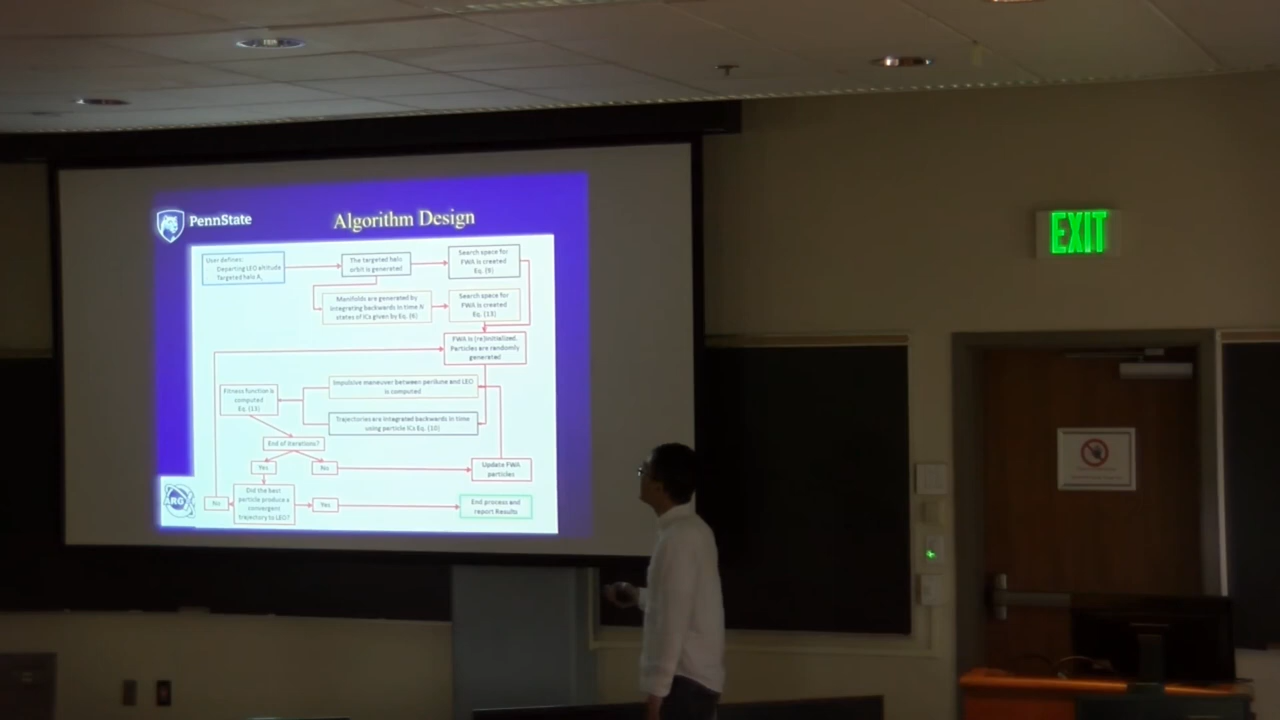 PennState
Algorithm Design
User defines:
Departing LEO altitude
Targeted halo A
The targeted halo
orbit is generated
Search space for
FWA is created
Eq. (9)
Manifolds are generated by
integrating backwards in time N
states of ICs given by Eq. (6)
Search space for
FWA is created
Eq. (13)
FWA is (re)initialized.
Particles are randomly
generated
Impulsive maneuver between perilune and LEO
is computed
Fitness function is
computed
Eq. (13)
Trajectories are integrated backwards in time
using particle ICs Eq. (10)
End of iterations?
Yes
No
Update FWA
particles
Did the best
particle produce a
convergent
trajectory to LEO?
No
Yes
End process and
report Results
ARG
EXIT